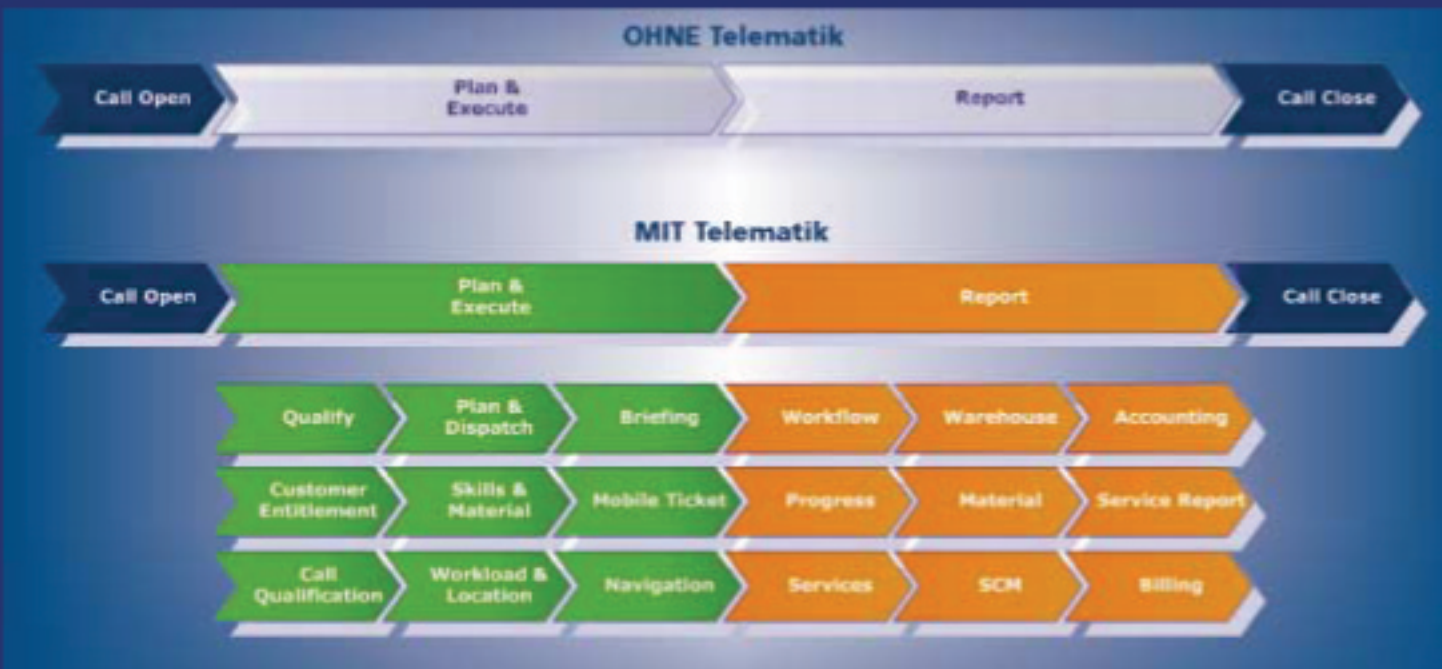 OHNE Telematik
Call Open
Plan &
Execute
Report
Call Close
MIT Telematik
Call Open
Plan &
Execute
Report
Call Close
Qualify
Plan &
Dispatch
Briefing
Workflow
Warehouse
Accounting
Customer
Entitlement
Skills &
Material
Mobile Ticket
Progress
Material
Service Report
Call
Qualification
Workload &
Location
Navigation
Services
SCM
Billing